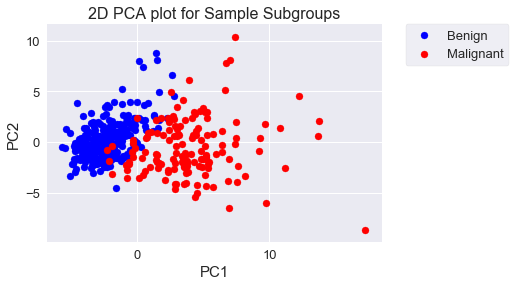 2D PCA plot for Sample Subgroups
Benign
Malignant
10
5
0
−5
PC2
0
10
PC1